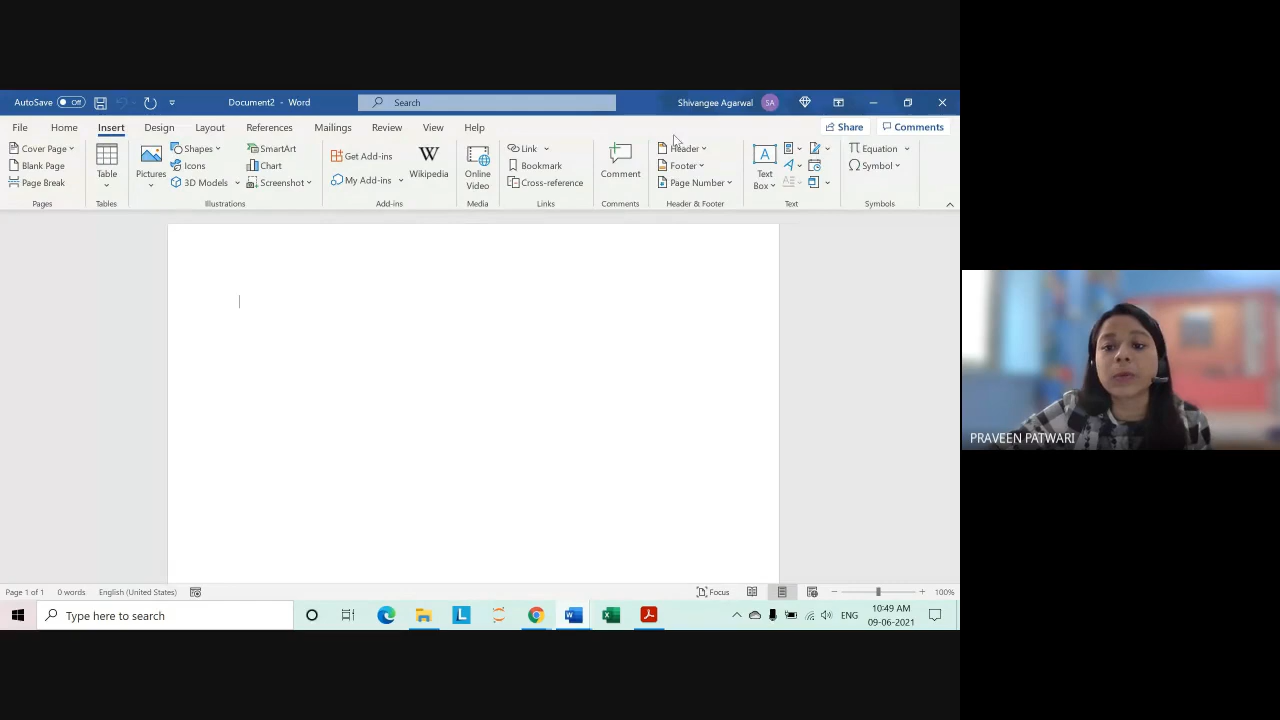 AutoSave Off Document2 - Word Search Shivangee Agarwal SA
File Home Insert Design Layout References Mailings Review View Help Share Comments
Cover Page Blank Page Page Break Pages
Table Tables
Pictures Shapes Icons 3D Models SmartArt Chart Screenshot Illustrations
Get Add-ins My Add-ins W Wikipedia Add-ins
Online Video Media
Link Bookmark Cross-reference Links
Comment Comments
Header Footer Page Number Header & Footer
A Text Box Text
Equation Symbol Symbols
PRAVEEN PATWARI
Page 1 of 1 0 words English (United States) Focus 100%
Type here to search L ENG 10:49 AM
09-06-2021